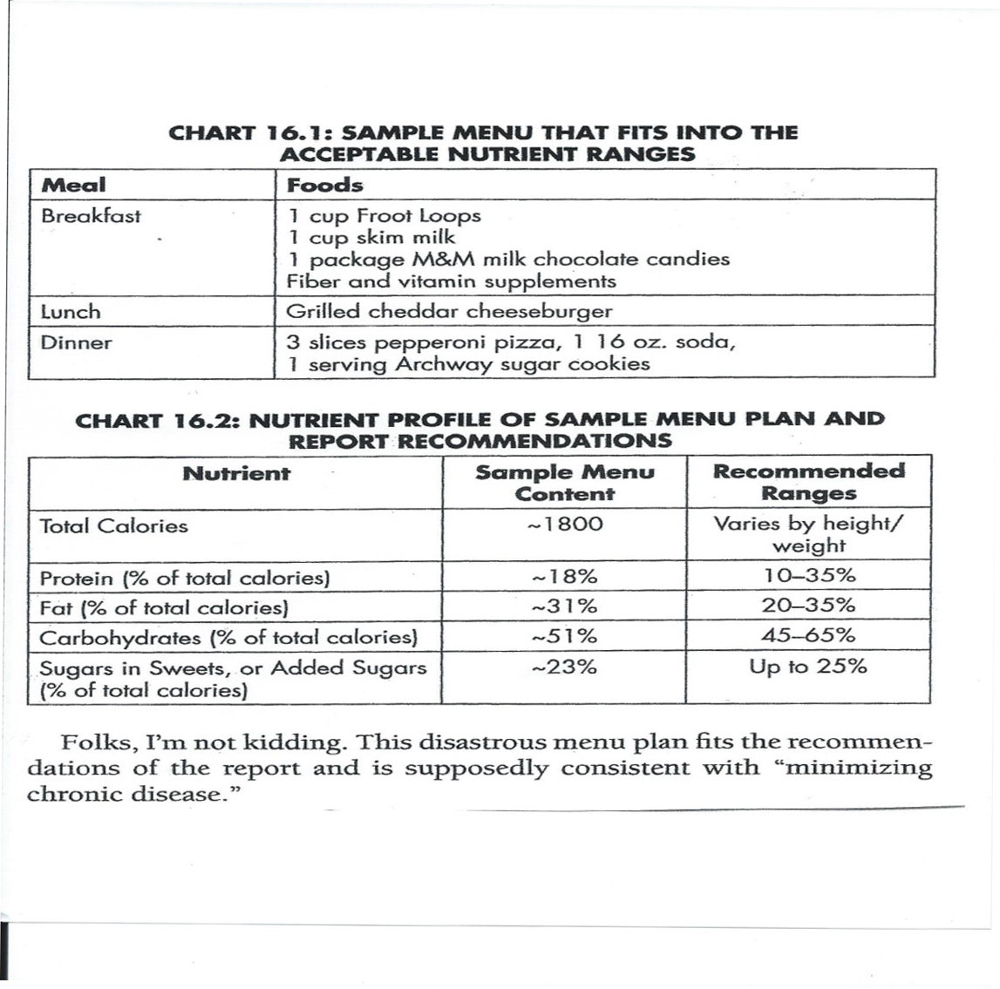 CHART 16.1: SAMPLE MENU THAT FITS INTO THE
ACCEPTABLE NUTRIENT RANGES
Meal Foods
Breakfast 1 cup Froot Loops
1 cup skim milk
1 package M&M milk chocolate candies
Fiber and vitamin supplements
Lunch Grilled cheddar cheeseburger
Dinner 3 slices pepperoni pizza, 1 16 oz. soda,
1 serving Archway sugar cookies
CHART 16.2: NUTRIENT PROFILE OF SAMPLE MENU PLAN AND
REPORT RECOMMENDATIONS
Nutrient Sample Menu Recommended
Content Ranges
Total Calories ~1800 Varies by height/
weight
Protein (% of total calories) ~18% 10–35%
Fat (% of total calories) ~31% 20–35%
Carbohydrates (% of total calories) ~51% 45–65%
Sugars in Sweets, or Added Sugars ~23% Up to 25%
(% of total calories)
Folks, I'm not kidding. This disastrous menu plan fits the recommen-
dations of the report and is supposedly consistent with “minimizing
chronic disease.”